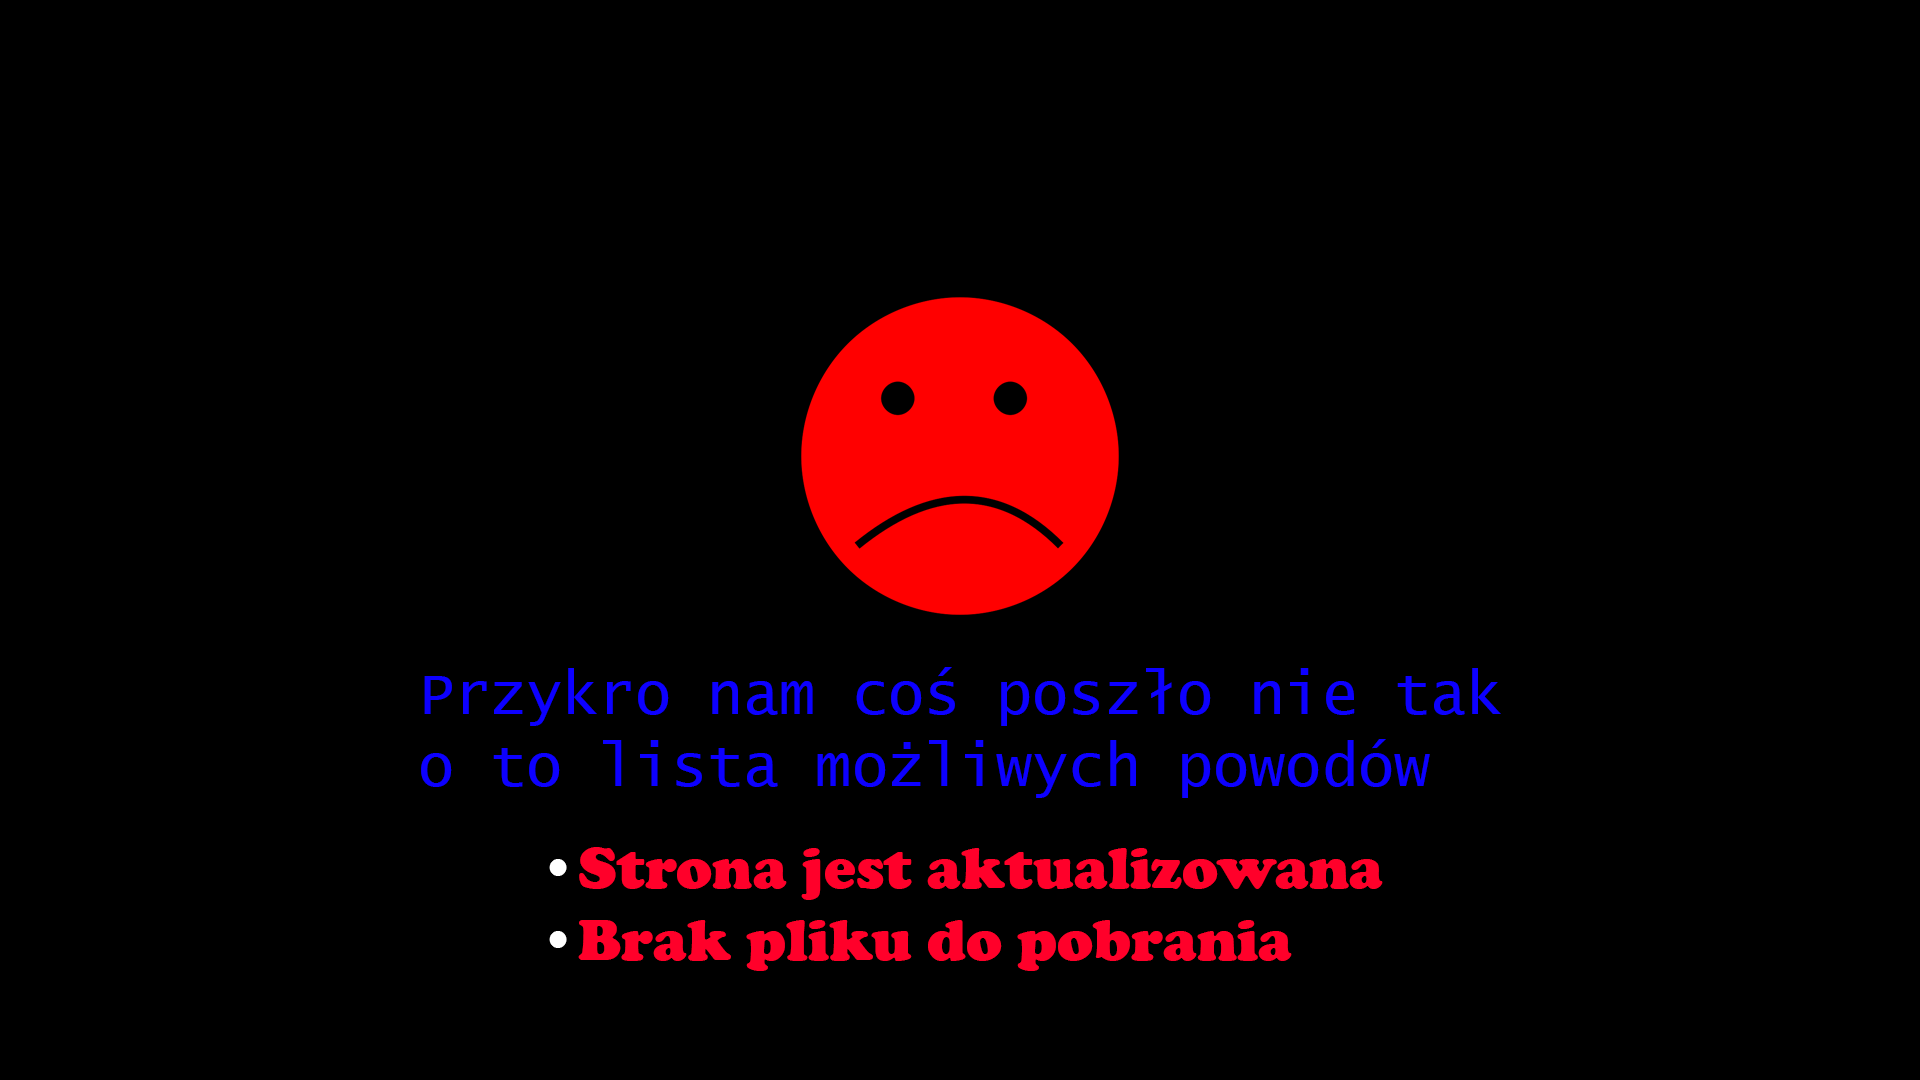 Przykro nam coś poszło nie tak
o to lista możliwych powodów
• Strona jest aktualizowana
• Brak pliku do pobrania